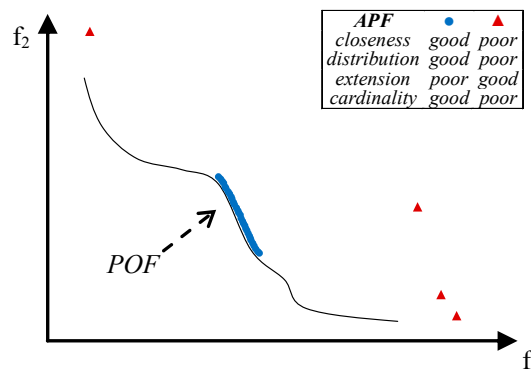 f2
APF
closeness good poor
distribution good poor
extension poor good
cardinality good poor
POF
f